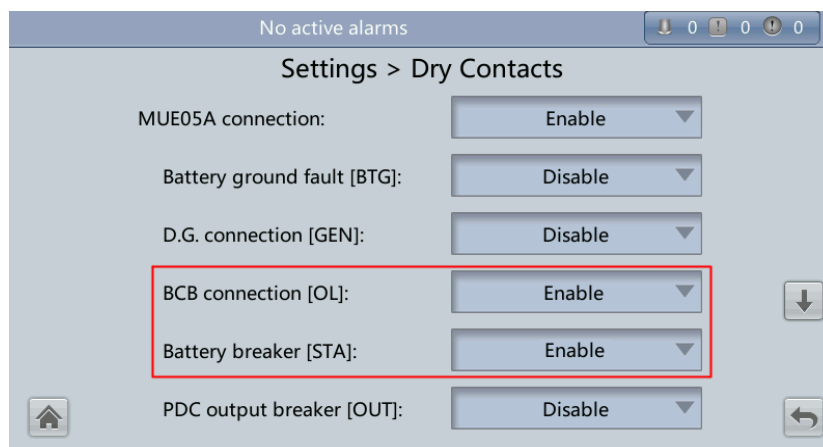 No active alarms
0 0 0
Settings > Dry Contacts
MUE05A connection: Enable
Battery ground fault [BTG]: Disable
D.G. connection [GEN]: Disable
BCB connection [OL]: Enable
Battery breaker [STA]: Enable
PDC output breaker [OUT]: Disable